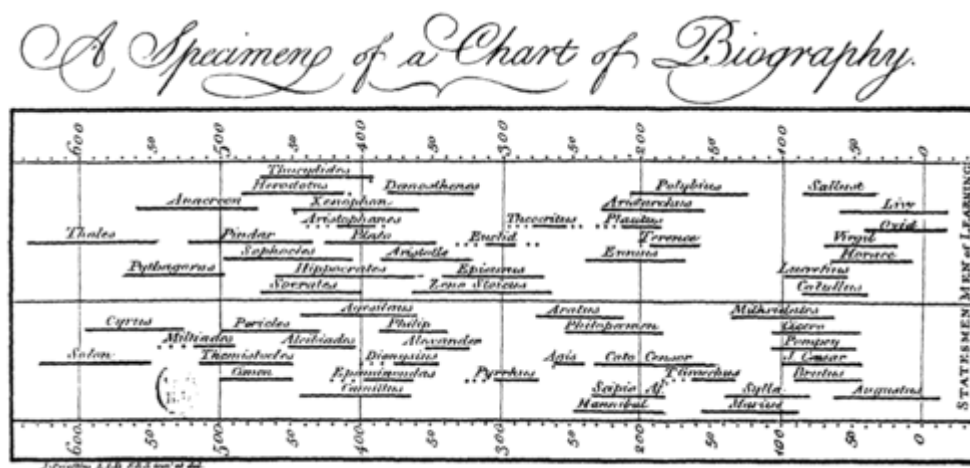 A Specimen of a Chart of Biography.
600 50 500 50 400 50 300 50 200 50 100 50 0
Thucydides
Herodotus Demosthenes Polybius Sallust
Anacreon Xenophon Aristarchus Livy
Aristophanes Theocritus Plautus Ovid
Thales Pindar Plato Euclid Terence Virgil
Sophocles Aristotle Ennius Horace
Pythagoras Hippocrates Epicurus Lucretius
Socrates Zeno Stoicus Catullus
MEN of LEARNING
Agesilaus Aratus Mithridates
Cyrus Pericles Philip Philopoemen Cicero
Miltiades Alcibiades Alexander Pompey
Solon Themistocles Dionysius Agis Cato Censor J. Cæsar
Cimon Epaminondas Pyrrhus Brutus
Camillus Scipio Af Sylla Augustus
Hannibal Marius
STATESMEN
600 50 500 50 400 50 300 50 200 50 100 50 0